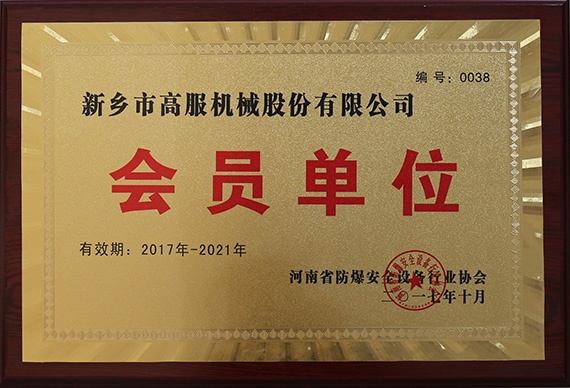 编号：0038
新乡市高服机械股份有限公司
会员单位
有效期：2017年-2021年
河南省防爆安全设备行业协会
二〇一七年十月